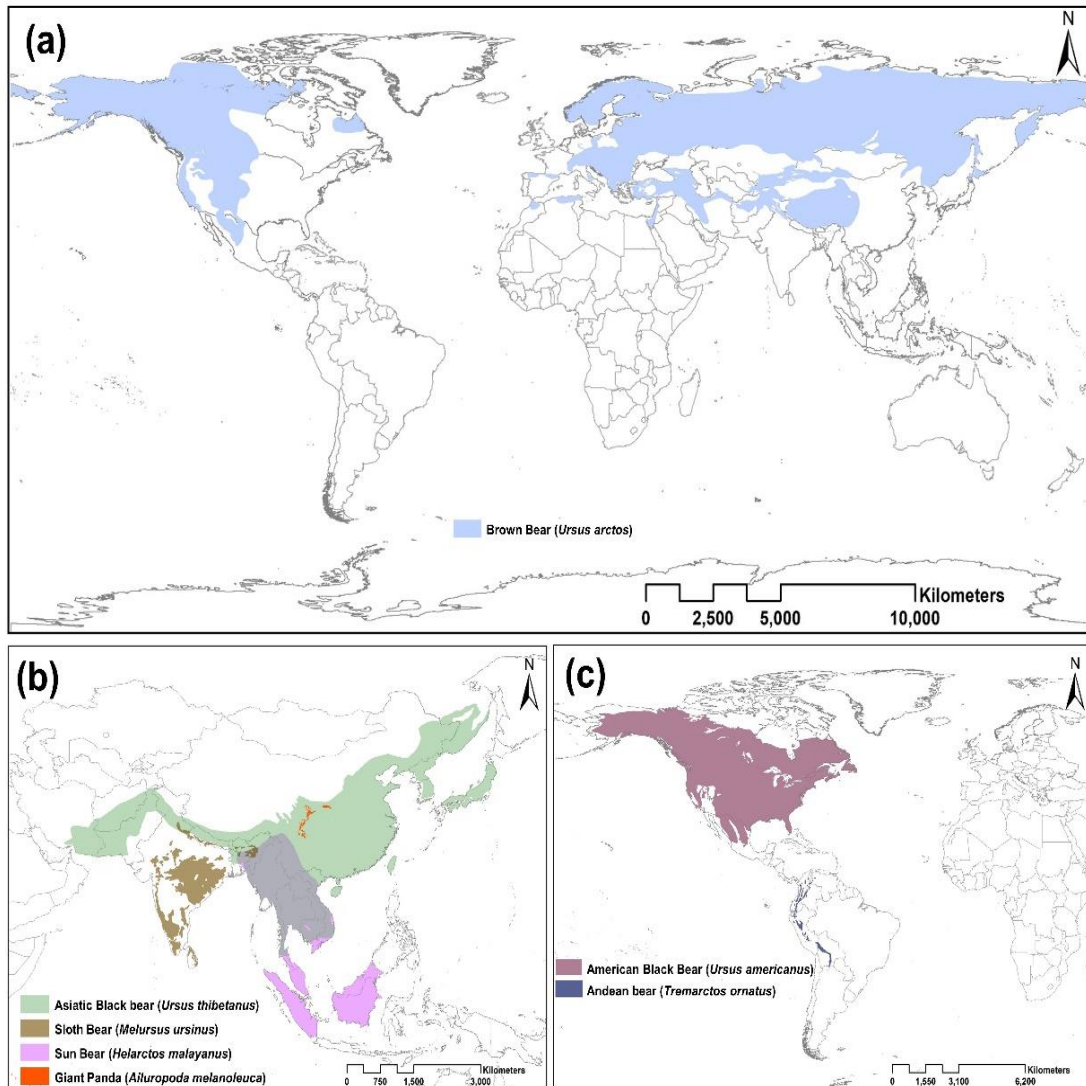 (a)
N
Brown Bear (Ursus arctos)
Kilometers
0 2,500 5,000 10,000
(b)
N
Asiatic Black bear (Ursus thibetanus)
Sloth Bear (Melursus ursinus)
Sun Bear (Helarctos malayanus)
Giant Panda (Ailuropoda melanoleuca)
Kilometers
0 750 1,500 3,000
(c)
N
American Black Bear (Ursus americanus)
Andean bear (Tremarctos ornatus)
Kilometers
0 1,550 3,100 6,200